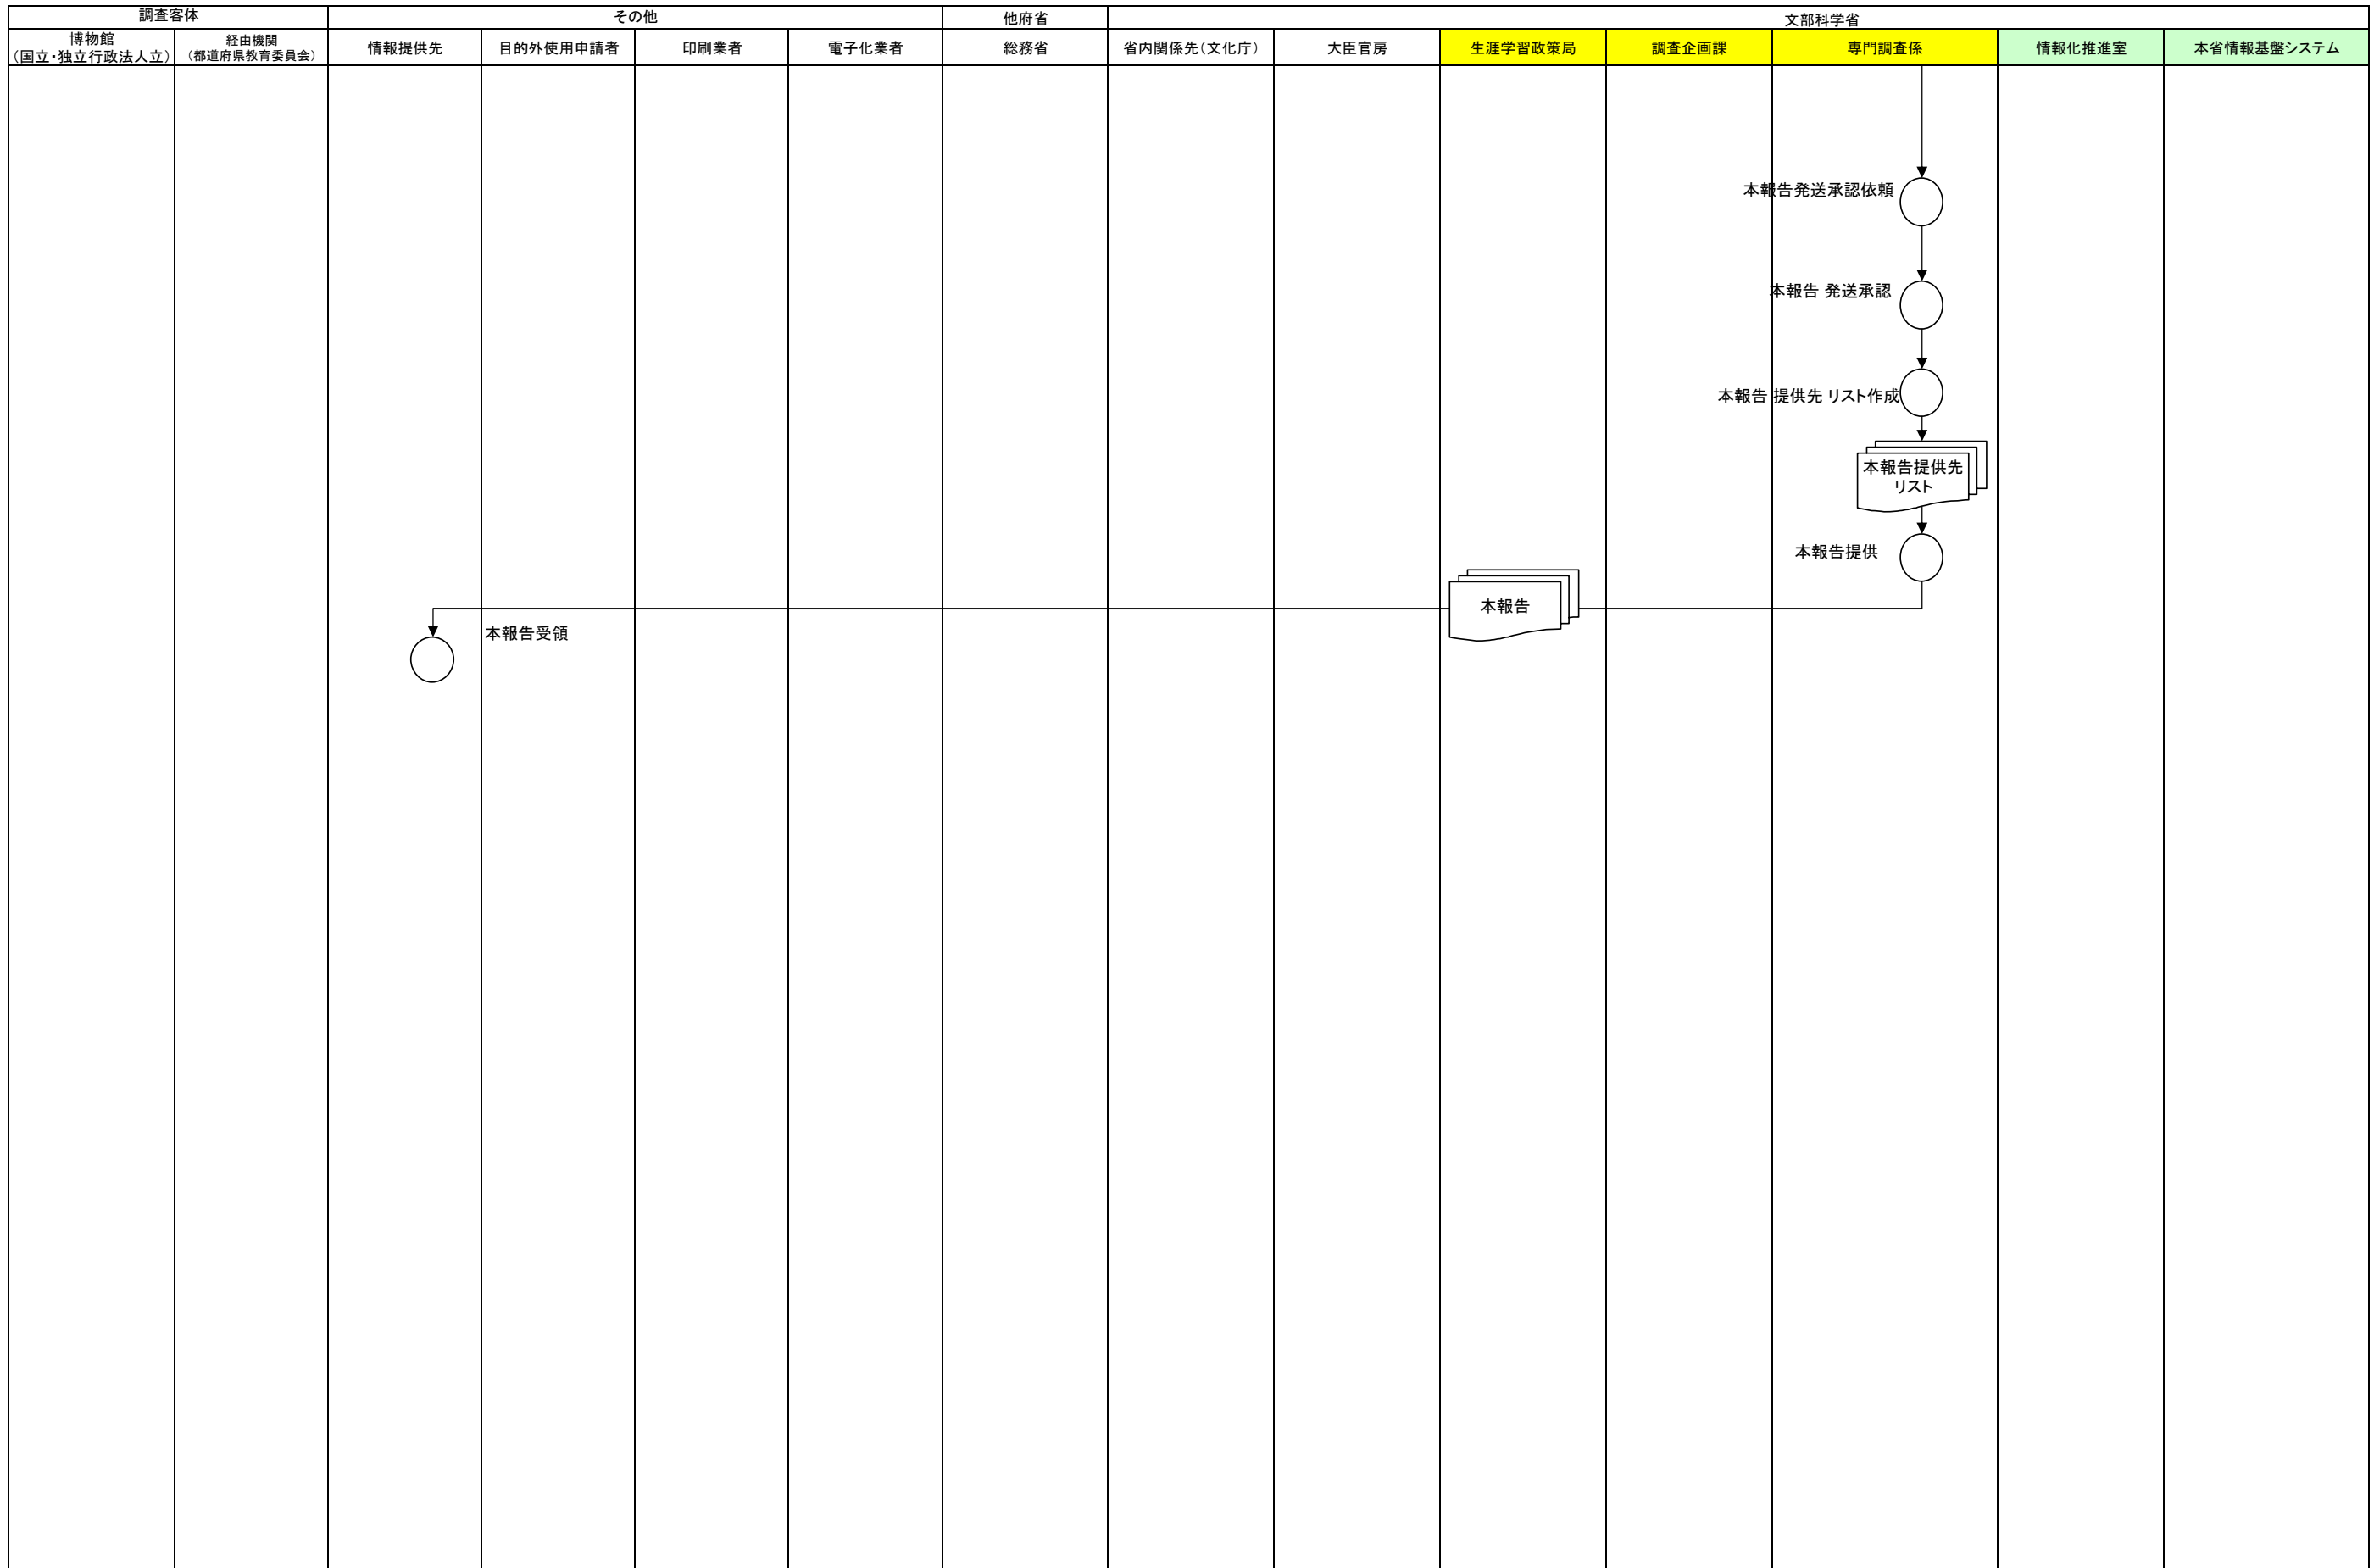 調査客体
その他
他府省
文部科学省
博物館
（国立・独立行政法人立）
経由機関
（都道府県教育委員会）
情報提供先
目的外使用申請者
印刷業者
電子化業者
総務省
省内関係先（文化庁）
大臣官房
生涯学習政策局
調査企画課
専門調査係
情報化推進室
本省情報基盤システム
本報告発送承認依頼
本報告 発送承認
本報告 提供先 リスト作成
本報告提供先
リスト
本報告提供
本報告
本報告受領